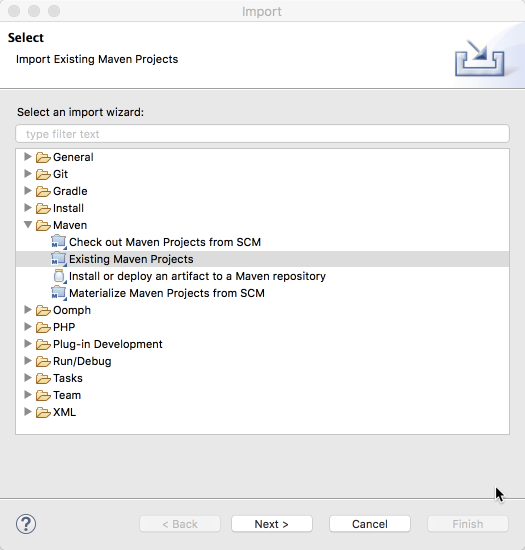 Import
Select
Import Existing Maven Projects
Select an import wizard:
type filter text
General
Git
Gradle
Install
Maven
Check out Maven Projects from SCM
Existing Maven Projects
Install or deploy an artifact to a Maven repository
Materialize Maven Projects from SCM
Oomph
PHP
Plug-in Development
Run/Debug
Tasks
Team
XML
? < Back Next > Cancel Finish